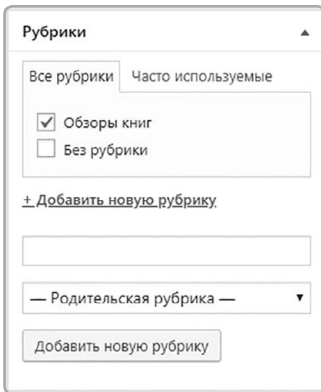 Рубрики
Все рубрики Часто используемые
Обзоры книг
Без рубрики
+ Добавить новую рубрику
— Родительская рубрика —
Добавить новую рубрику